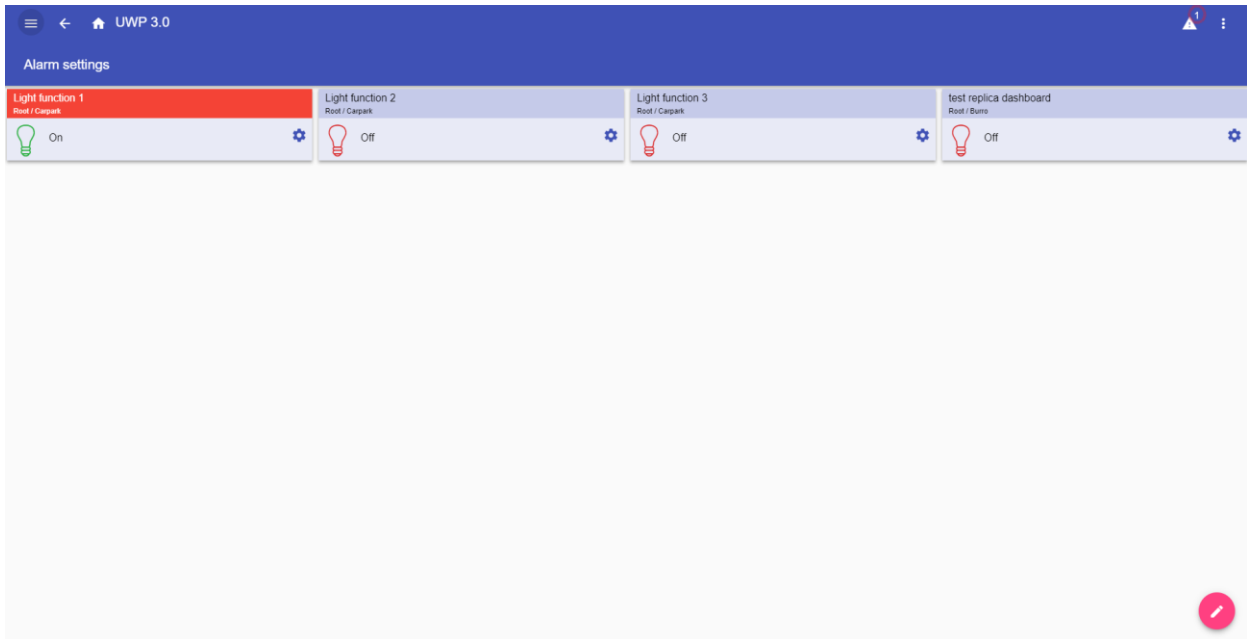 UWP 3.0
1
Alarm settings
Light function 1
Root / Carpark
On
Light function 2
Root / Carpark
Off
Light function 3
Root / Carpark
Off
test replica dashboard
Root / Burro
Off